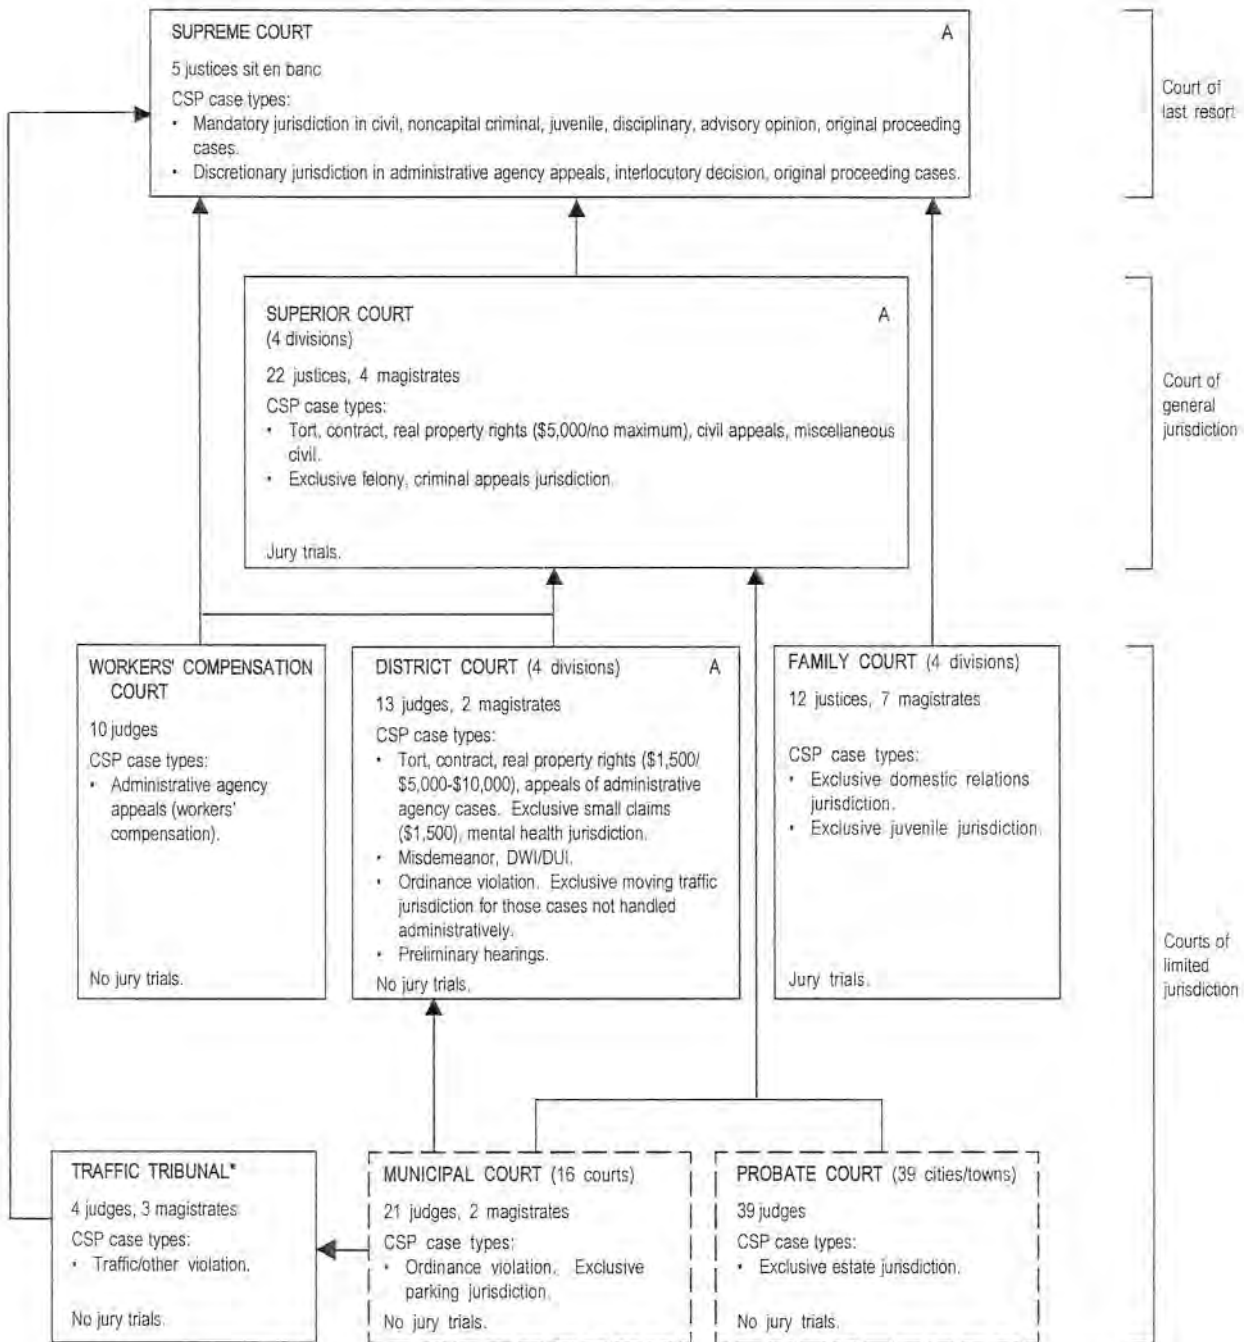 SUPREME COURT A
5 justices sit en banc
CSP case types:
• Mandatory jurisdiction in civil, noncapital criminal, juvenile, disciplinary, advisory opinion, original proceeding
cases.
• Discretionary jurisdiction in administrative agency appeals, interlocutory decision, original proceeding cases.
Court of
last resort
SUPERIOR COURT A
(4 divisions)
22 justices, 4 magistrates
CSP case types:
• Tort, contract, real property rights ($5,000/no maximum), civil appeals, miscellaneous
civil.
• Exclusive felony, criminal appeals jurisdiction.
Jury trials.
Court of
general
jurisdiction
WORKERS' COMPENSATION
COURT
10 judges
CSP case types:
• Administrative agency
appeals (workers'
compensation).
No jury trials.
DISTRICT COURT (4 divisions) A
13 judges, 2 magistrates
CSP case types:
• Tort, contract, real property rights ($1,500/
$5,000-$10,000), appeals of administrative
agency cases. Exclusive small claims
($1,500), mental health jurisdiction.
• Misdemeanor, DWI/DUI.
• Ordinance violation. Exclusive moving traffic
jurisdiction for those cases not handled
administratively.
• Preliminary hearings.
No jury trials.
FAMILY COURT (4 divisions)
12 justices, 7 magistrates
CSP case types:
• Exclusive domestic relations
jurisdiction.
• Exclusive juvenile jurisdiction.
Jury trials.
Courts of
limited
jurisdiction
TRAFFIC TRIBUNAL*
4 judges, 3 magistrates
CSP case types:
• Traffic/other violation.
No jury trials.
MUNICIPAL COURT (16 courts)
21 judges, 2 magistrates
CSP case types:
• Ordinance violation. Exclusive
parking jurisdiction.
No jury trials.
PROBATE COURT (39 cities/towns)
39 judges
CSP case types:
• Exclusive estate jurisdiction.
No jury trials.